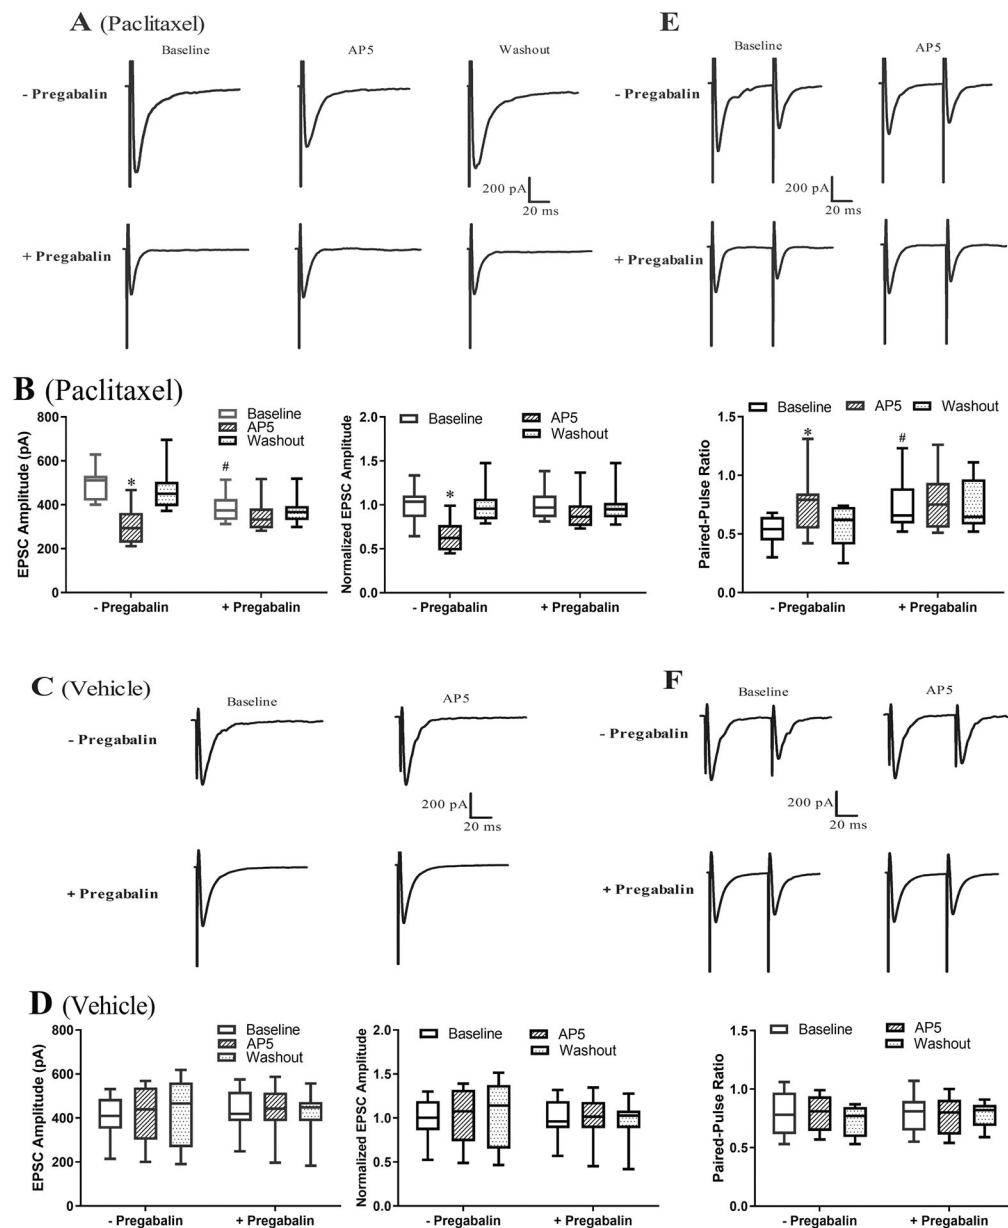 A (Paclitaxel)
Baseline
AP5
Washout
- Pregabalin
200 pA
20 ms
+ Pregabalin
E
Baseline
AP5
- Pregabalin
200 pA
20 ms
+ Pregabalin
B (Paclitaxel)
EPSC Amplitude (pA)
800
600
400
200
0
Baseline
AP5
Washout
*
#
- Pregabalin
+ Pregabalin
Normalized EPSC Amplitude
2.0
1.5
1.0
0.5
0.0
Baseline
AP5
Washout
*
- Pregabalin
+ Pregabalin
Paired-Pulse Ratio
1.5
1.0
0.5
0.0
Baseline
AP5
Washout
*
#
- Pregabalin
+ Pregabalin
C (Vehicle)
Baseline
AP5
- Pregabalin
200 pA
20 ms
+ Pregabalin
F
Baseline
AP5
- Pregabalin
200 pA
20 ms
+ Pregabalin
D (Vehicle)
EPSC Amplitude (pA)
800
600
400
200
0
Baseline
AP5
Washout
- Pregabalin
+ Pregabalin
Normalized EPSC Amplitude
2.0
1.5
1.0
0.5
0.0
Baseline
AP5
Washout
- Pregabalin
+ Pregabalin
Paired-Pulse Ratio
1.5
1.0
0.5
0.0
Baseline
AP5
Washout
- Pregabalin
+ Pregabalin